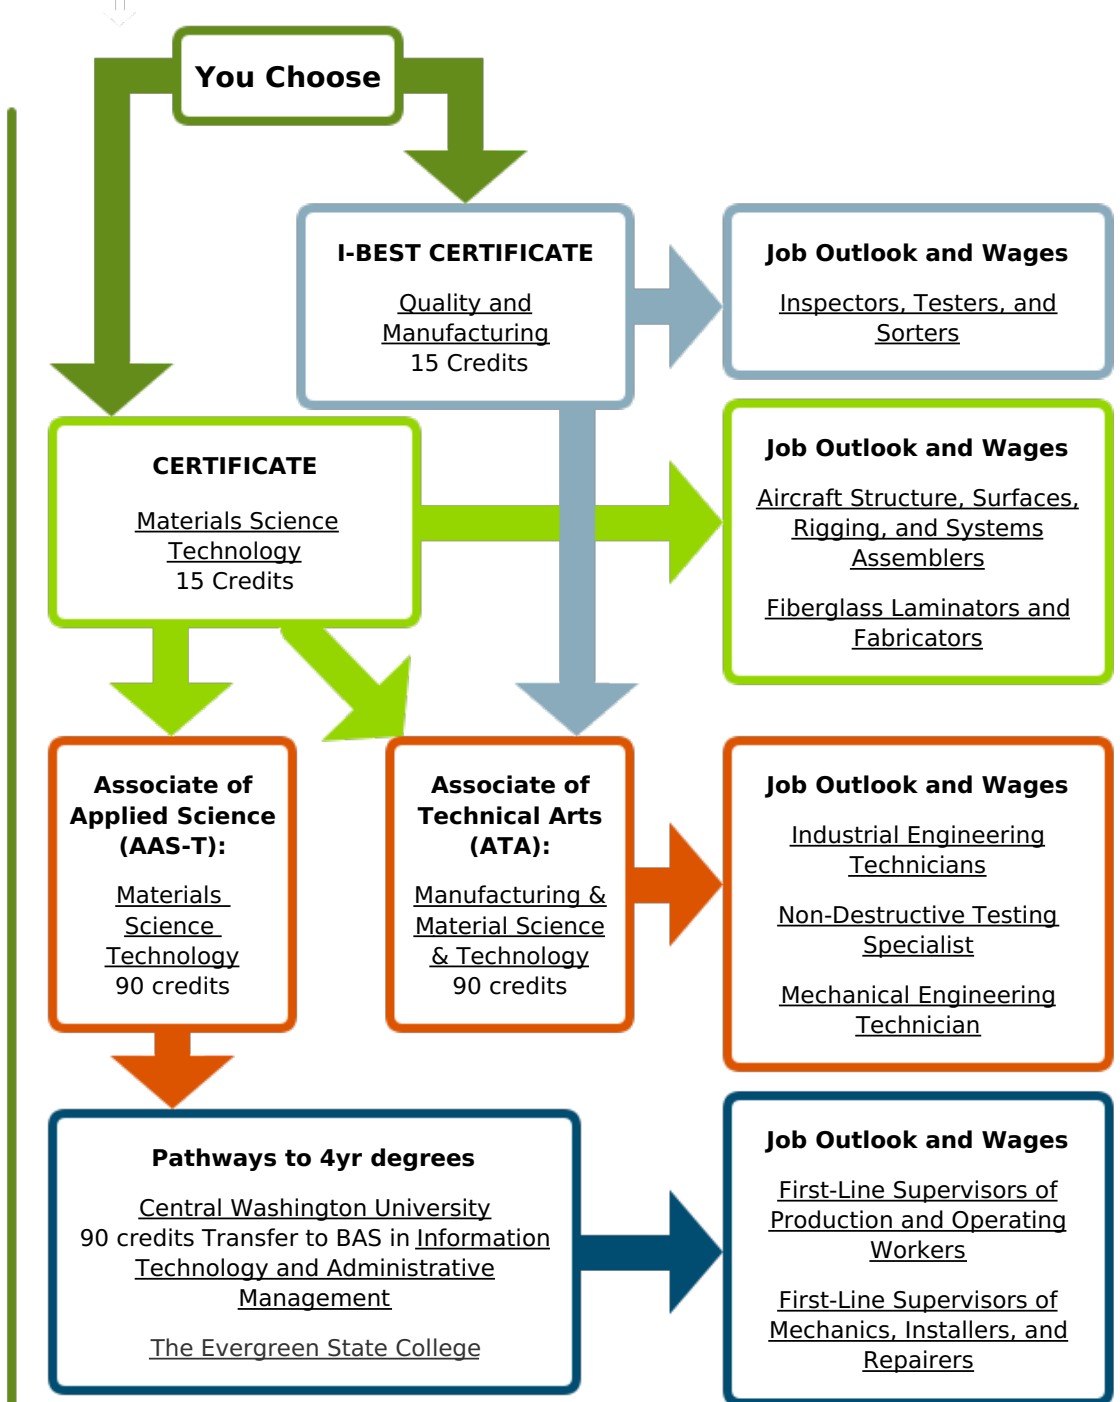 You Choose
I-BEST CERTIFICATE
Quality and
Manufacturing
15 Credits
Job Outlook and Wages
Inspectors, Testers, and
Sorters
CERTIFICATE
Materials Science
Technology
15 Credits
Job Outlook and Wages
Aircraft Structure, Surfaces,
Rigging, and Systems
Assemblers
Fiberglass Laminators and
Fabricators
Associate of
Applied Science
(AAS-T):
Materials
Science
Technology
90 credits
Associate of
Technical Arts
(ATA):
Manufacturing &
Material Science
& Technology
90 credits
Job Outlook and Wages
Industrial Engineering
Technicians
Non-Destructive Testing
Specialist
Mechanical Engineering
Technician
Pathways to 4yr degrees
Central Washington University
90 credits Transfer to BAS in Information
Technology and Administrative
Management
The Evergreen State College
Job Outlook and Wages
First-Line Supervisors of
Production and Operating
Workers
First-Line Supervisors of
Mechanics, Installers, and
Repairers